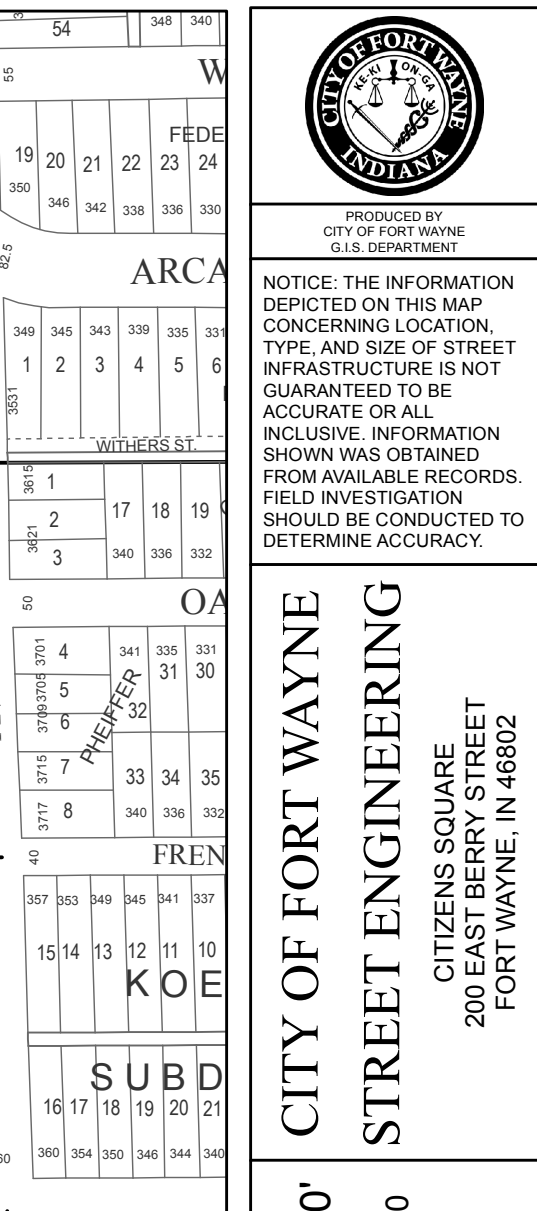 54
348 340
55
W
FEDE
19 20 21 22 23 24
350 346 342 338 336 330
82.5
ARCA
349 345 343 339 335 331
1 2 3 4 5 6
3531
WITHERS ST.
3615 1
3621 2
3
17 18 19
340 336 332
50
OA
3701 4
3705 5
3709 6
3715 7
3717 8
PHEIFFER
341 335 331
32 31 30
33 34 35
340 336 332
40
FREN
357 353 349 345 341 337
15 14 13 12 11 10
KOE
SUBD
16 17 18 19 20 21
360 354 350 346 344 340
CITY OF FORT WAYNE
KE-KI ON-GA
INDIANA
PRODUCED BY
CITY OF FORT WAYNE
G.I.S. DEPARTMENT
NOTICE: THE INFORMATION
DEPICTED ON THIS MAP
CONCERNING LOCATION,
TYPE, AND SIZE OF STREET
INFRASTRUCTURE IS NOT
GUARANTEED TO BE
ACCURATE OR ALL
INCLUSIVE. INFORMATION
SHOWN WAS OBTAINED
FROM AVAILABLE RECORDS.
FIELD INVESTIGATION
SHOULD BE CONDUCTED TO
DETERMINE ACCURACY.
CITY OF FORT WAYNE
STREET ENGINEERING
CITIZENS SQUARE
200 EAST BERRY STREET
FORT WAYNE, IN 46802